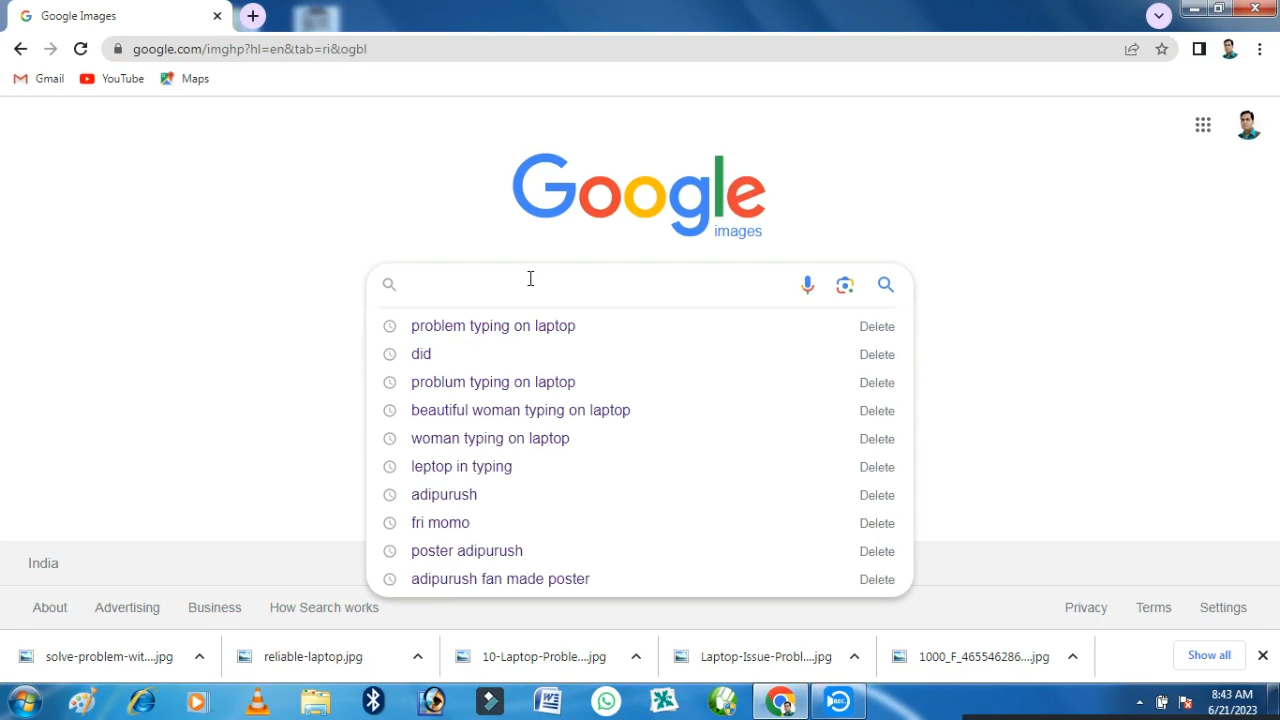 Google Images
google.com/imghp?hl=en&tab=ri&ogbl
Gmail YouTube Maps
Google
images
problem typing on laptop Delete
did Delete
problum typing on laptop Delete
beautiful woman typing on laptop Delete
woman typing on laptop Delete
leptop in typing Delete
adipurush Delete
fri momo Delete
poster adipurush Delete
adipurush fan made poster Delete
India
About Advertising Business How Search works Privacy Terms Settings
solve-problem-wit....jpg reliable-laptop.jpg 10-Laptop-Proble....jpg Laptop-Issue-Probl....jpg 1000_F_465546286....jpg Show all
REC
8:43 AM
6/21/2023